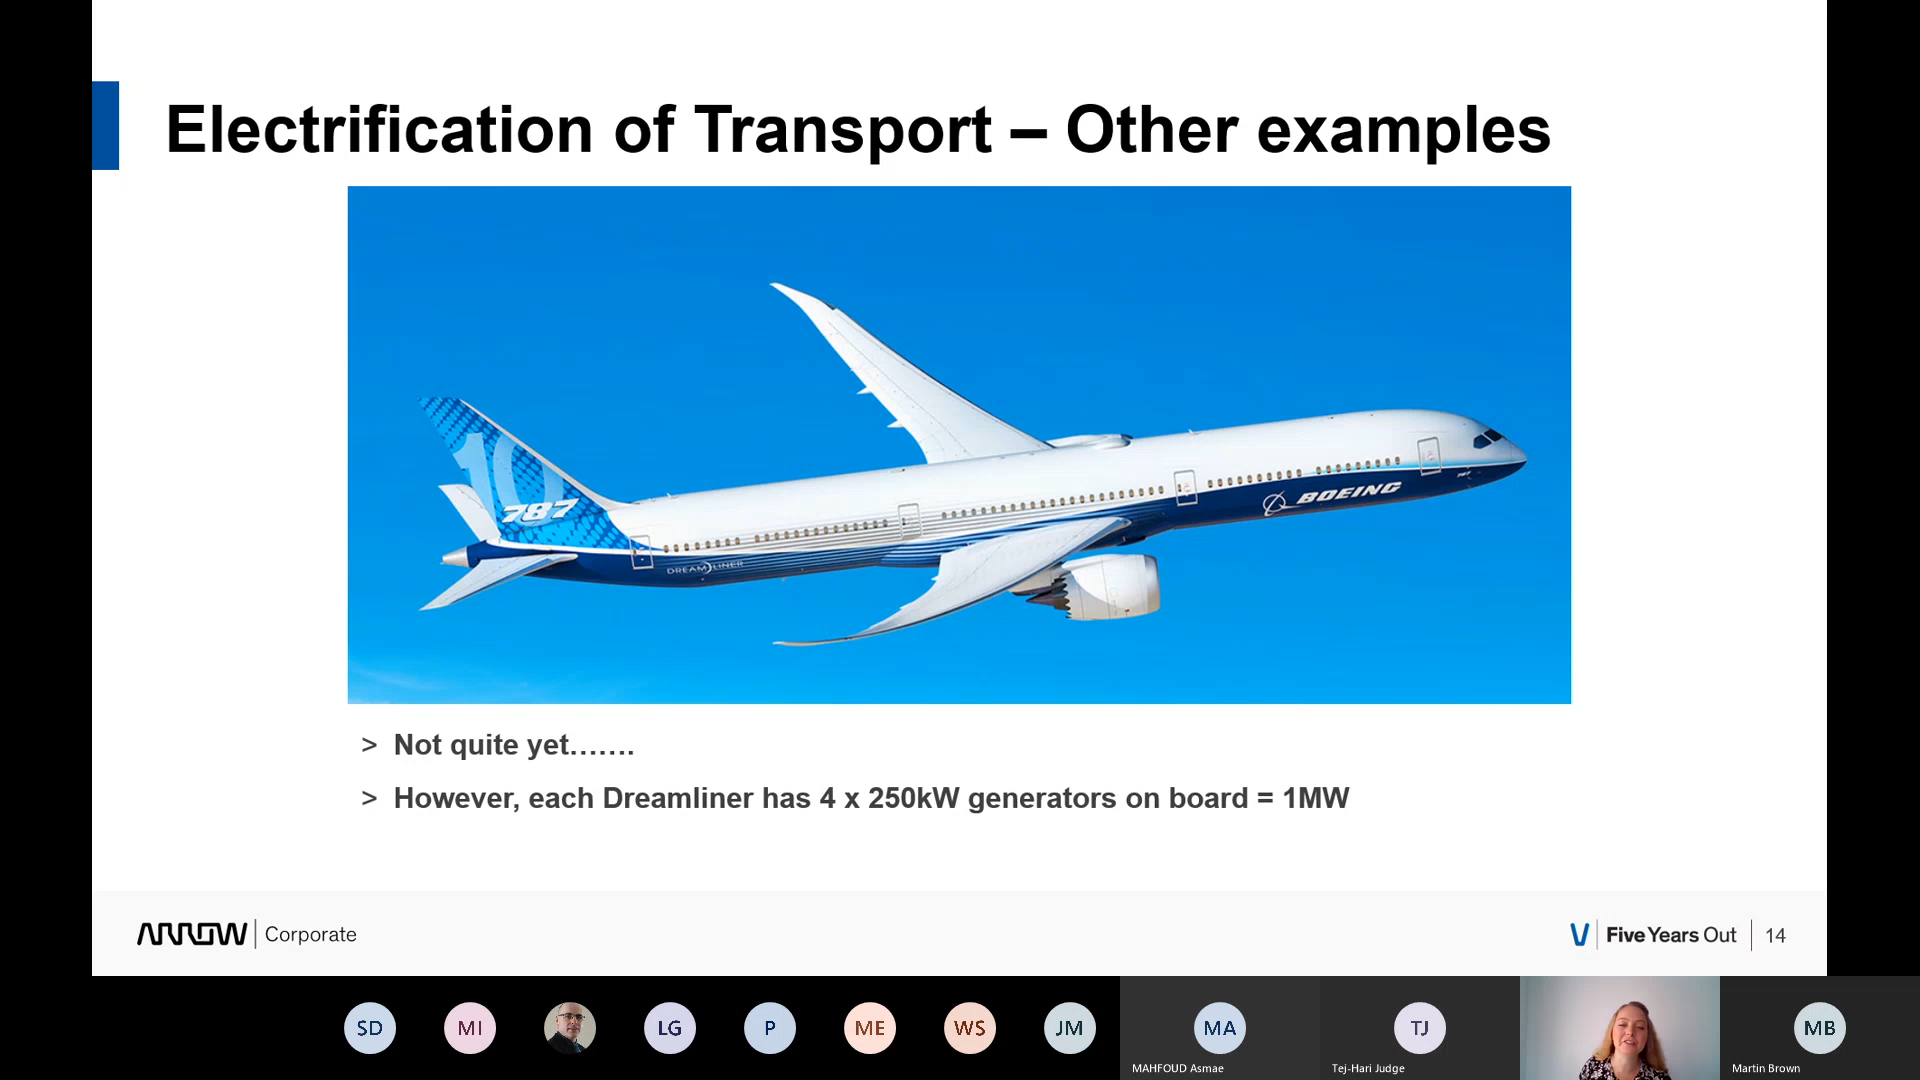 Electrification of Transport – Other examples
10
787
BOEING
787
DREAMLINER
> Not quite yet…….
> However, each Dreamliner has 4 x 250kW generators on board = 1MW
ARROW | Corporate
Five Years Out | 14
SD MI LG P ME WS JM MA TJ MB
MAHFOUD Asmae Tej-Hari Judge Martin Brown